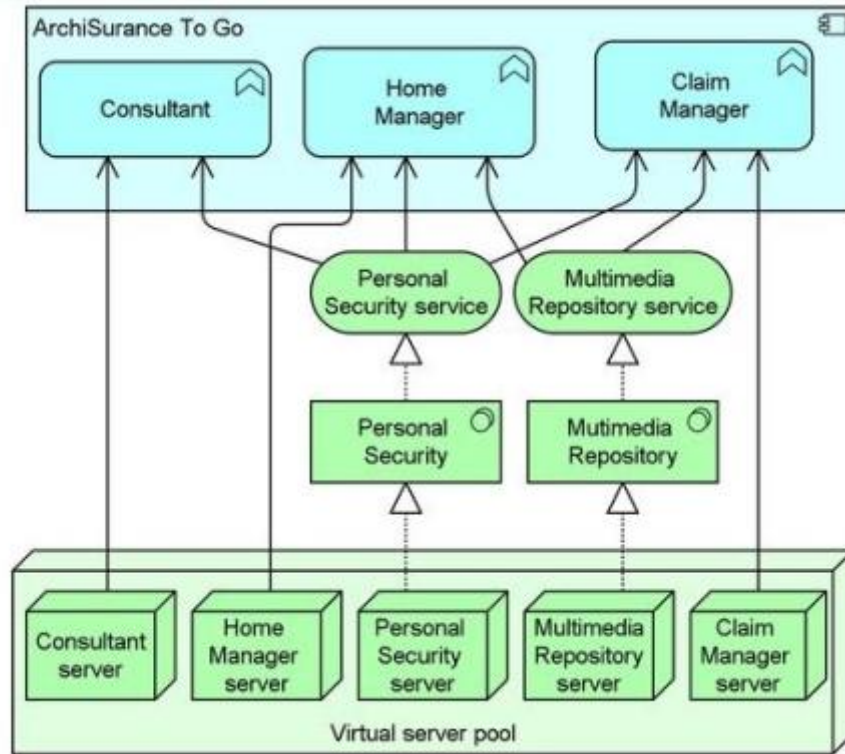 ArchiSurance To Go
Consultant
Home
Manager
Claim
Manager
Personal
Security service
Multimedia
Repository service
Personal
Security
Mutimedia
Repository
Consultant
server
Home
Manager
server
Personal
Security
server
Multimedia
Repository
server
Claim
Manager
server
Virtual server pool